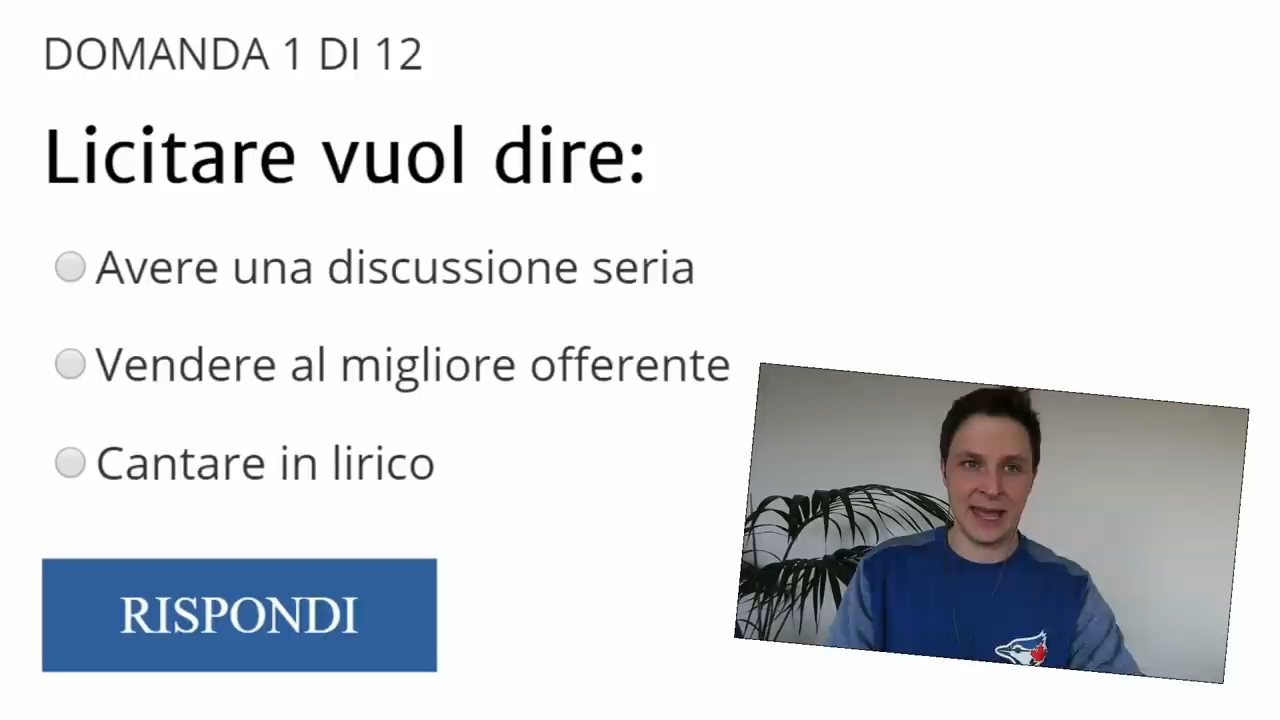 DOMANDA 1 DI 12
Licitare vuol dire:
Avere una discussione seria
Vendere al migliore offerente
Cantare in lirico
RISPONDI